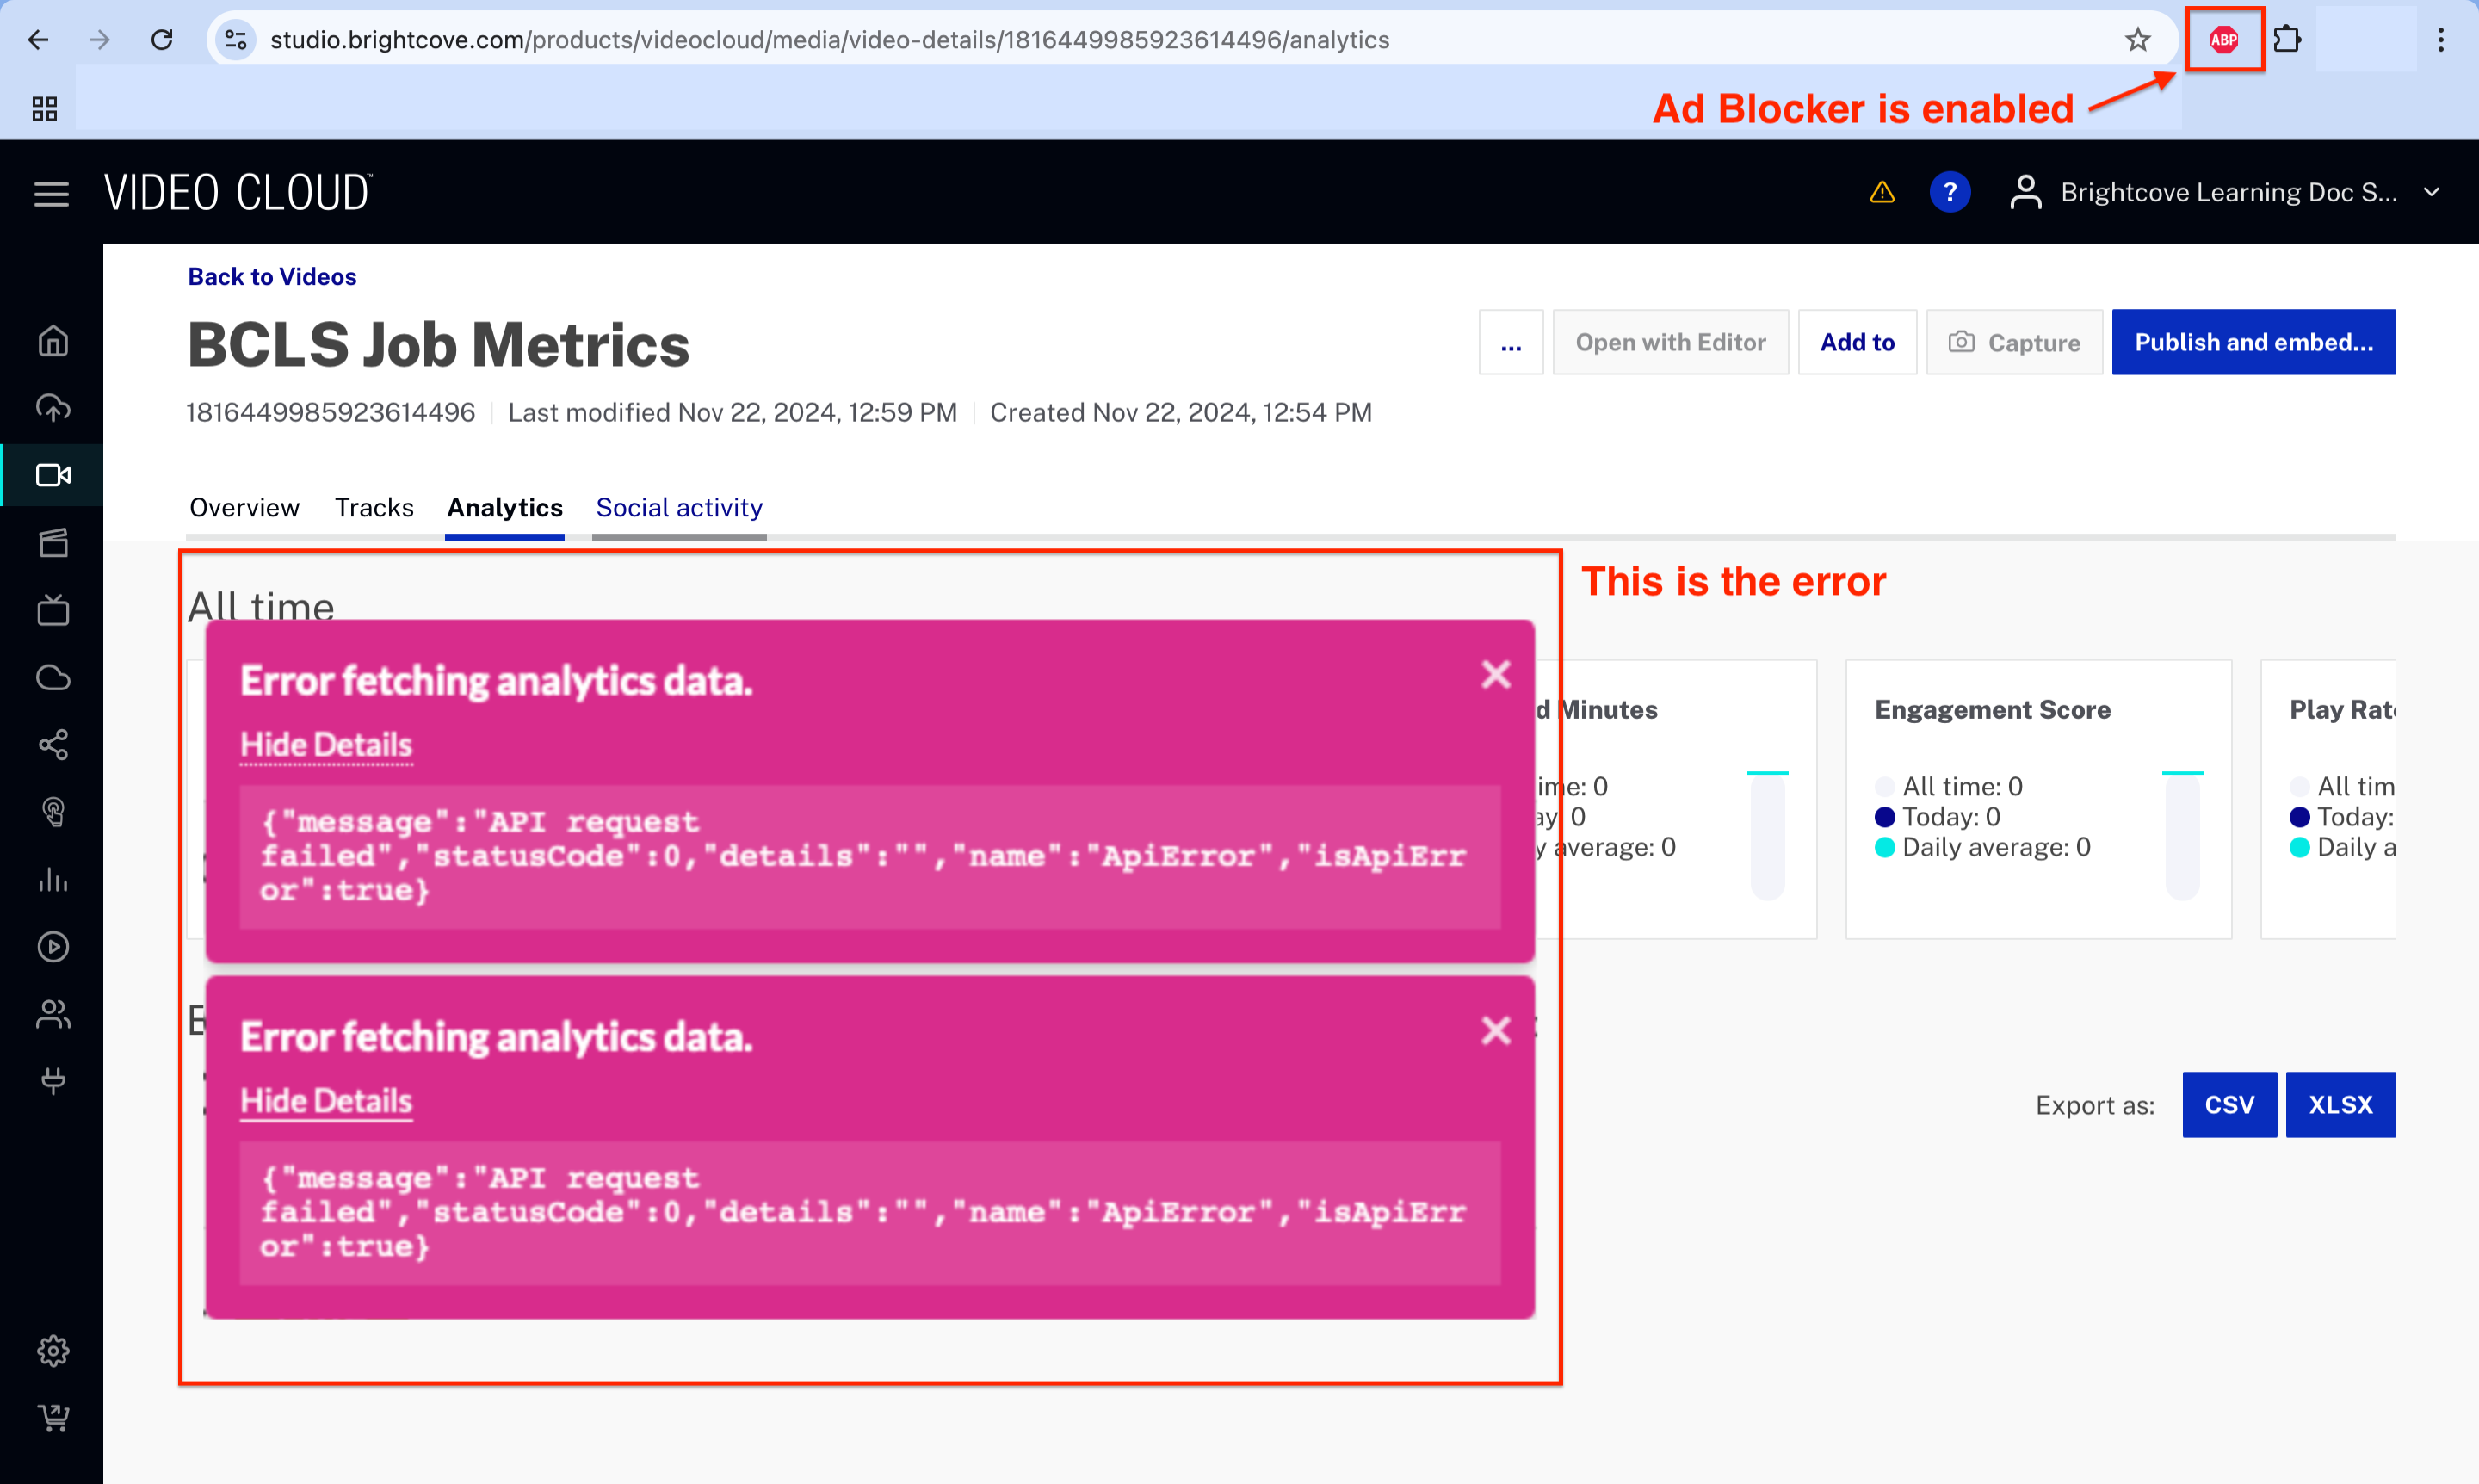 studio.brightcove.com/products/videocloud/media/video-details/1816449985923614496/analytics
ABP
Ad Blocker is enabled
VIDEO CLOUD™
?
Brightcove Learning Doc S...
Back to Videos
BCLS Job Metrics
...
Open with Editor
Add to
Capture
Publish and embed...
1816449985923614496
Last modified Nov 22, 2024, 12:59 PM
Created Nov 22, 2024, 12:54 PM
Overview
Tracks
Analytics
Social activity
This is the error
All time
Error fetching analytics data.
Hide Details
{"message":"API request
failed","statusCode":0,"details":"","name":"ApiError","isApiErr
or":true}
d Minutes
ime: 0
ay: 0
y average: 0
Engagement Score
All time: 0
Today: 0
Daily average: 0
Play Rat
All tim
Today:
Daily a
Error fetching analytics data.
Hide Details
{"message":"API request
failed","statusCode":0,"details":"","name":"ApiError","isApiErr
or":true}
Export as:
CSV
XLSX